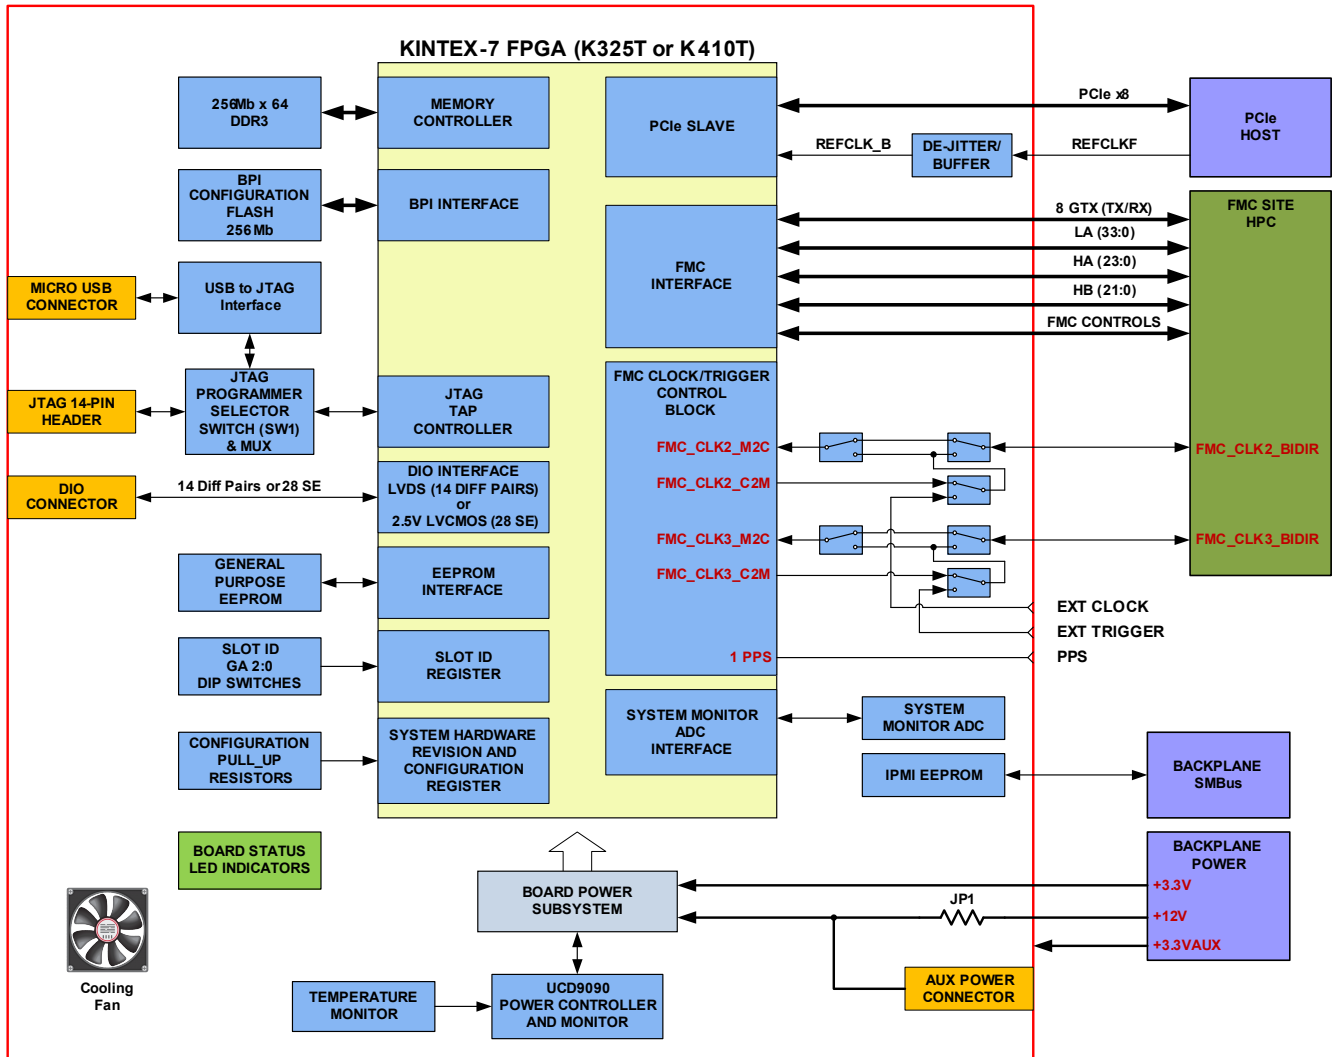 KINTEX-7 FPGA (K325T or K410T)
256Mb x 64
DDR3
MEMORY
CONTROLLER
PCIe SLAVE
PCIe x8
PCIe
HOST
REFCLK_B
DE-JITTER/
BUFFER
REFCLKF
BPI
CONFIGURATION
FLASH
256Mb
BPI INTERFACE
FMC
INTERFACE
8 GTX (TX/RX)
LA (33:0)
HA (23:0)
HB (21:0)
FMC CONTROLS
FMC SITE
HPC
MICRO USB
CONNECTOR
USB to JTAG
Interface
JTAG 14-PIN
HEADER
JTAG
PROGRAMMER
SELECTOR
SWITCH (SW1)
& MUX
JTAG
TAP
CONTROLLER
FMC CLOCK/TRIGGER
CONTROL
BLOCK
FMC_CLK2_M2C
FMC_CLK2_BIDIR
FMC_CLK2_C2M
FMC_CLK3_M2C
FMC_CLK3_BIDIR
FMC_CLK3_C2M
EXT CLOCK
EXT TRIGGER
1 PPS
PPS
DIO
CONNECTOR
14 Diff Pairs or 28 SE
DIO INTERFACE
LVDS (14 DIFF PAIRS)
or
2.5V LVCMOS (28 SE)
GENERAL
PURPOSE
EEPROM
EEPROM
INTERFACE
SLOT ID
GA 2:0
DIP SWITCHES
SLOT ID
REGISTER
CONFIGURATION
PULL_UP
RESISTORS
SYSTEM HARDWARE
REVISION AND
CONFIGURATION
REGISTER
SYSTEM MONITOR
ADC
INTERFACE
SYSTEM
MONITOR ADC
IPMI EEPROM
BACKPLANE
SMBus
BOARD STATUS
LED INDICATORS
BACKPLANE
POWER
+3.3V
+12V
+3.3VAUX
JP1
BOARD POWER
SUBSYSTEM
AUX POWER
CONNECTOR
Cooling
Fan
TEMPERATURE
MONITOR
UCD9090
POWER CONTROLLER
AND MONITOR